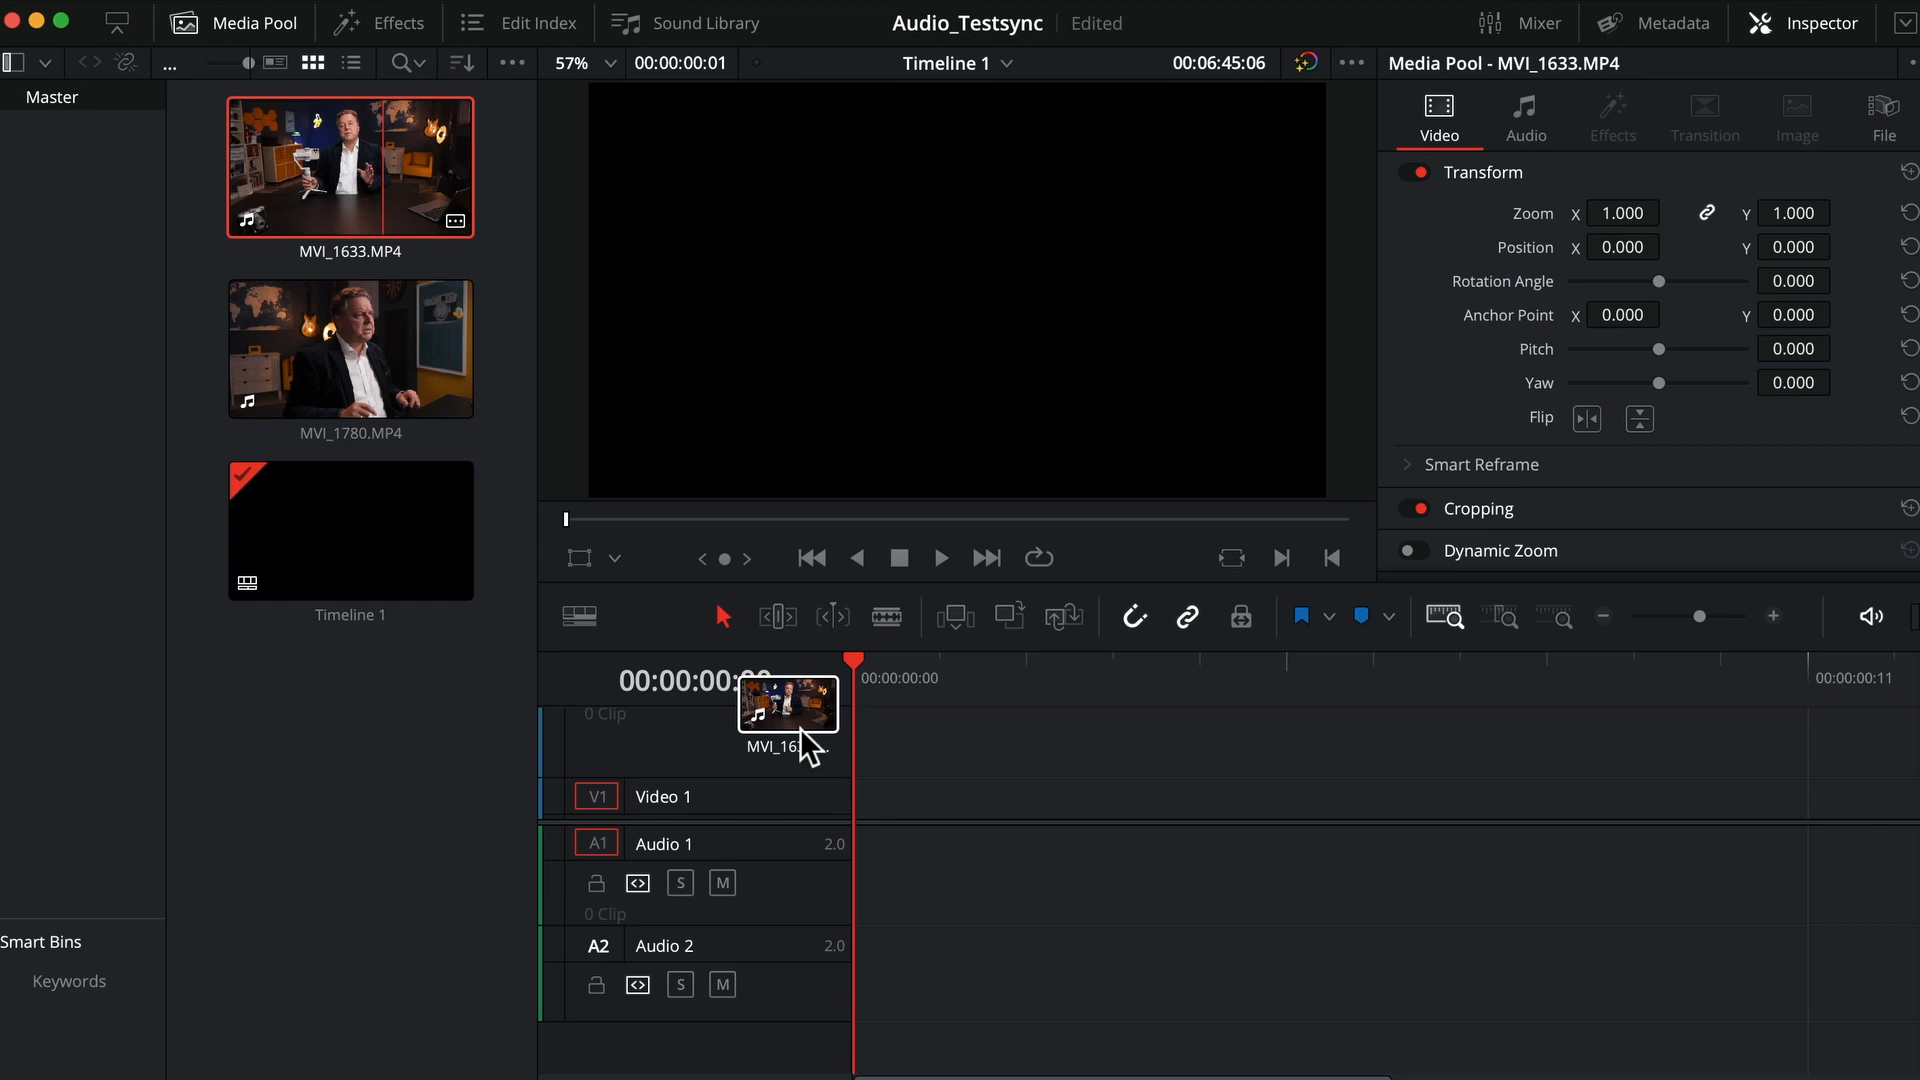 Media Pool
Effects
Edit Index
Sound Library
Audio_Testsync
Edited
Mixer
Metadata
Inspector
...
57%
00:00:00:01
Timeline 1
00:06:45:06
Media Pool - MVI_1633.MP4
Master
MVI_1633.MP4
MVI_1780.MP4
Timeline 1
Smart Bins
Keywords
Video
Audio
Effects
Transition
Image
File
Transform
Zoom X 1.000 Y 1.000
Position X 0.000 Y 0.000
Rotation Angle 0.000
Anchor Point X 0.000 Y 0.000
Pitch 0.000
Yaw 0.000
Flip
Smart Reframe
Cropping
Dynamic Zoom
00:00:00:
00:00:00:00
00:00:00:11
0 Clip
MVI_16
V1 Video 1
A1 Audio 1 2.0
S M
0 Clip
A2 Audio 2 2.0
S M